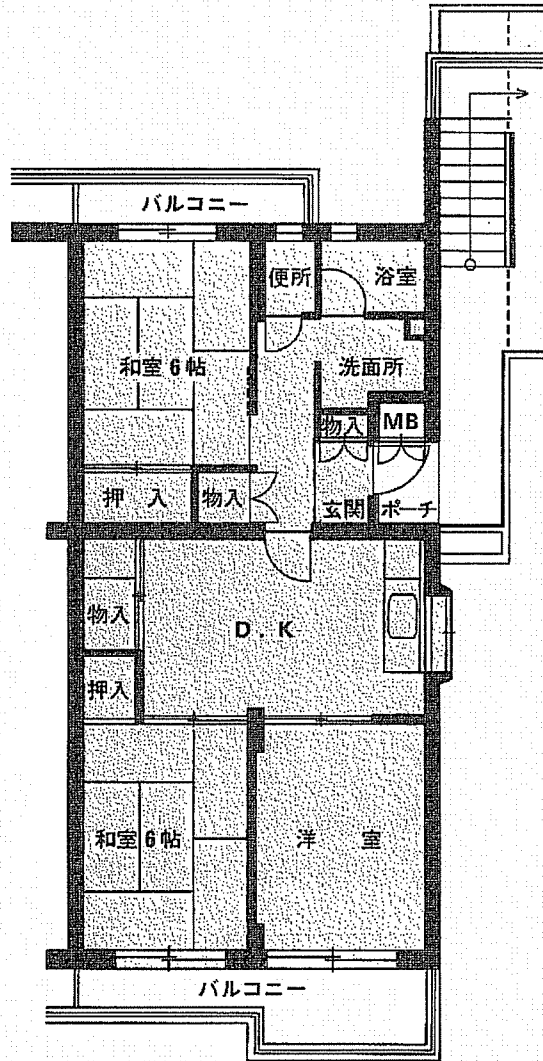 バルコニー
便所
浴室
和室 6帖
洗面所
物入
MB
押 入
物入
玄関
ポーチ
物入
D.K
押入
和室 6帖
洋 室
バルコニー